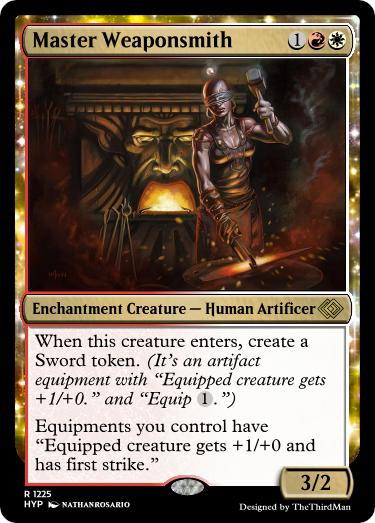 Master Weaponsmith 1
Enchantment Creature — Human Artificer
When this creature enters, create a
Sword token. (It's an artifact
equipment with “Equipped creature gets
+1/+0.” and “Equip 1.”)
Equipments you control have
“Equipped creature gets +1/+0 and
has first strike.”
3/2
R 1225
HYP NATHANROSARIO
Designed by TheThirdMan